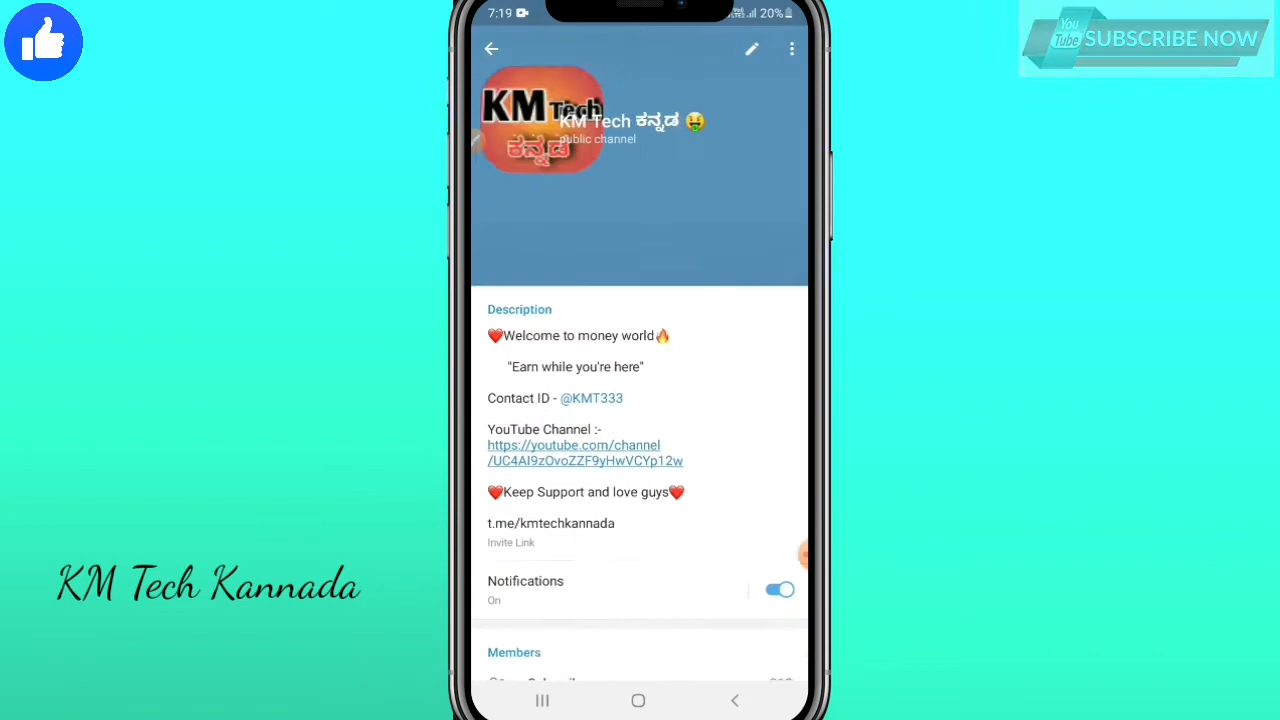 7:19
20%
You
Tube
SUBSCRIBE NOW
KM Tech
ಕನ್ನಡ
KM Tech ಕನ್ನಡ 🤑
public channel
Description
❤️Welcome to money world🔥
"Earn while you're here"
Contact ID - @KMT333
YouTube Channel :-
https://youtube.com/channel
/UC4AI9zOvoZZF9yHwVCYp12w
❤️Keep Support and love guys❤️
t.me/kmtechkannada
Invite Link
Notifications
On
Members
KM Tech Kannada